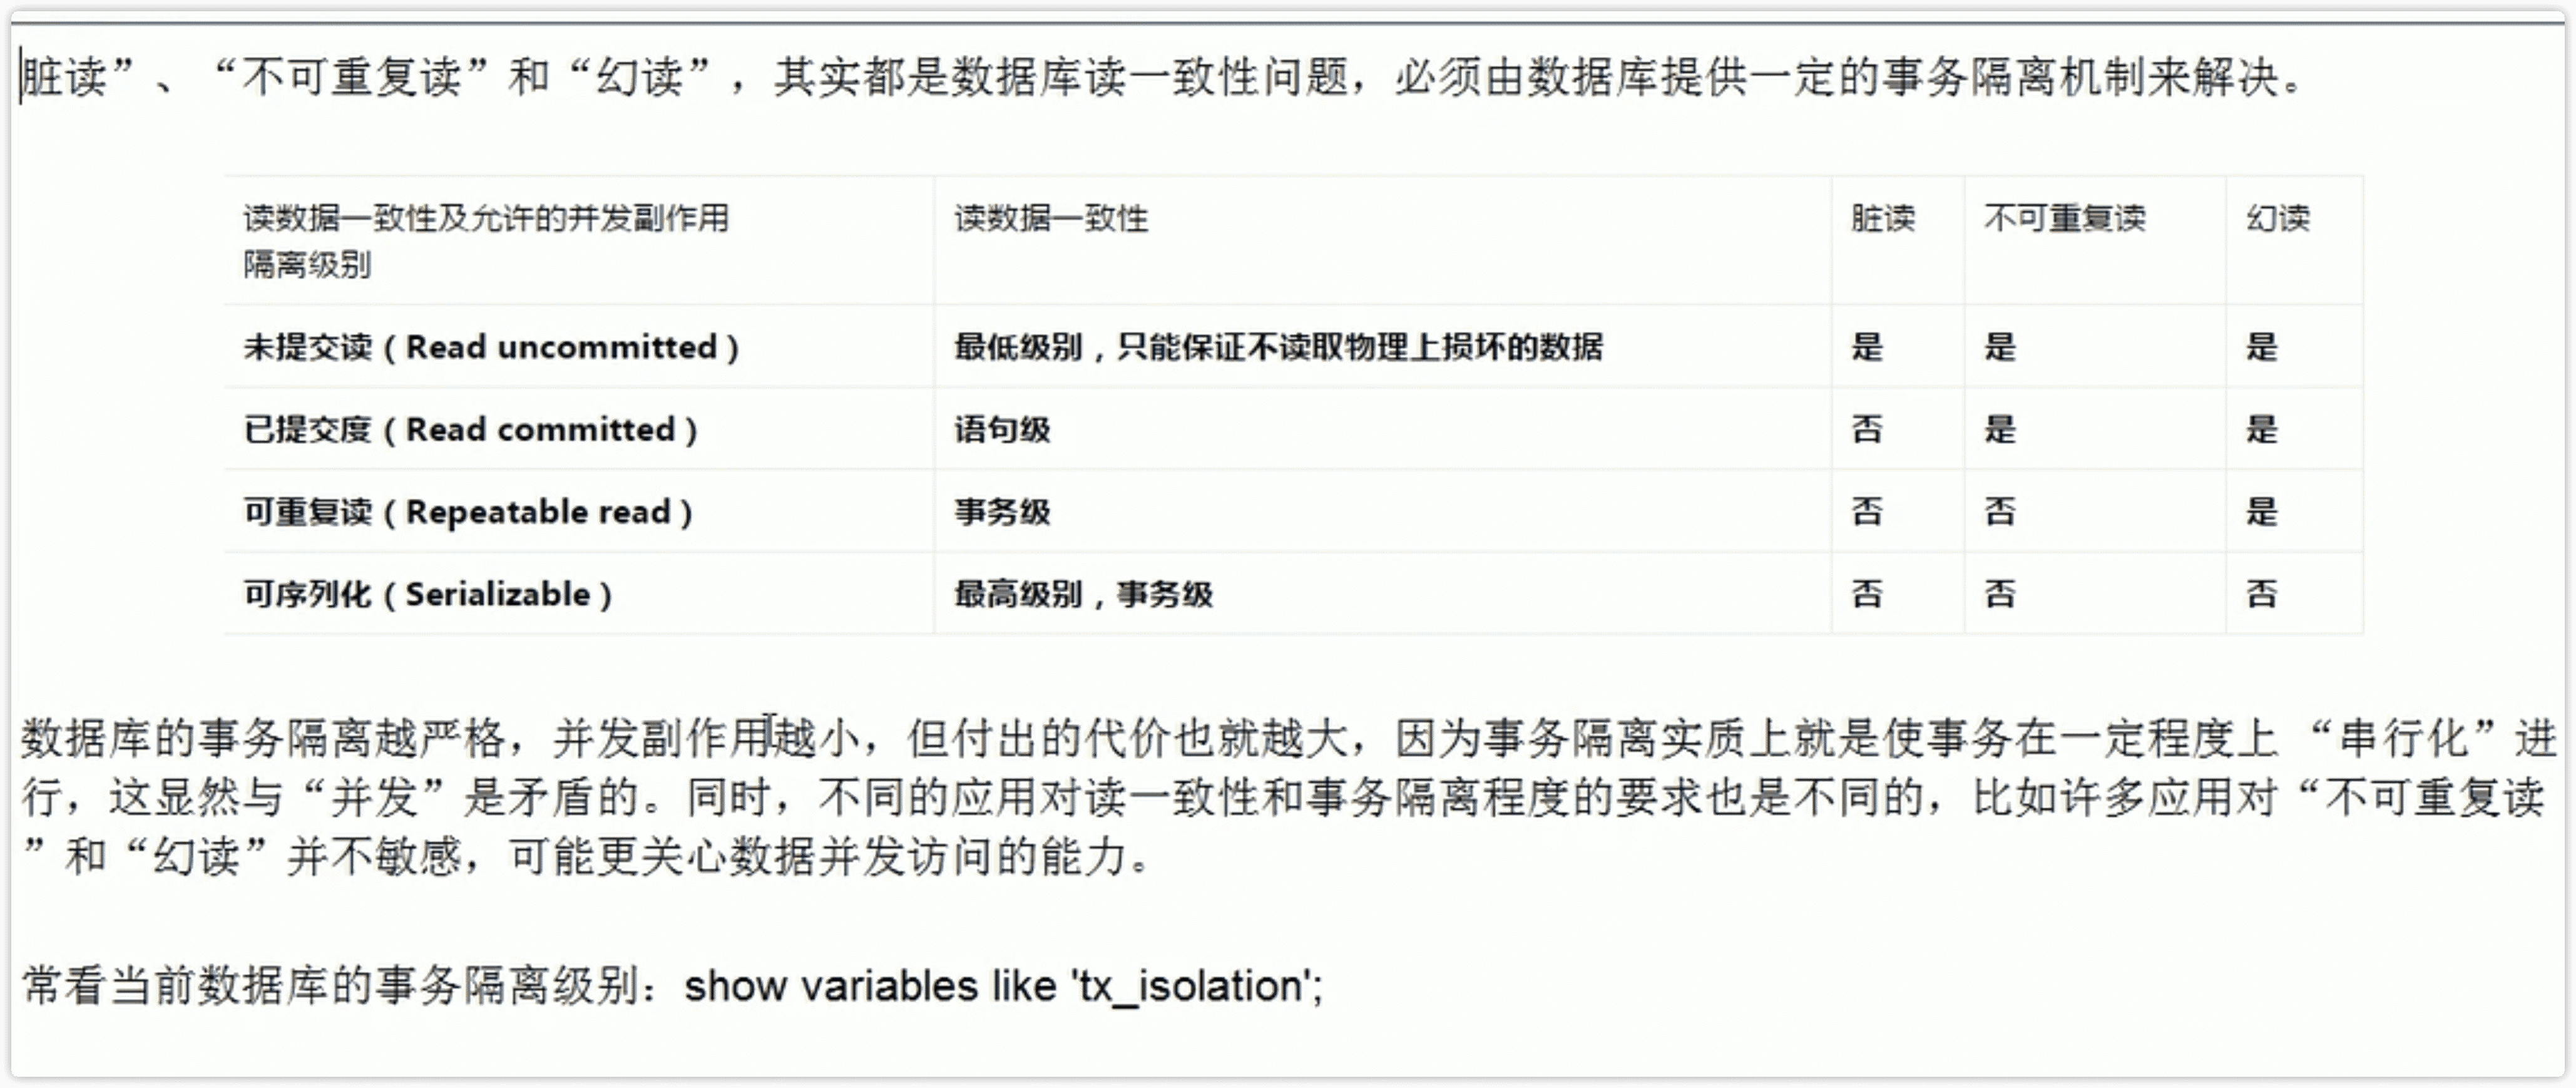 脏读”、“不可重复读”和“幻读”，其实都是数据库读一致性问题，必须由数据库提供一定的事务隔离机制来解决。
读数据一致性及允许的并发副作用
隔离级别
读数据一致性
脏读
不可重复读
幻读
未提交读（Read uncommitted）
最低级别，只能保证不读取物理上损坏的数据
是
是
是
已提交度（Read committed）
语句级
否
是
是
可重复读（Repeatable read）
事务级
否
否
是
可序列化（Serializable）
最高级别，事务级
否
否
否
数据库的事务隔离越严格，并发副作用越小，但付出的代价也就越大，因为事务隔离实质上就是使事务在一定程度上 “串行化”进
行，这显然与“并发”是矛盾的。同时，不同的应用对读一致性和事务隔离程度的要求也是不同的，比如许多应用对“不可重复读
”和“幻读”并不敏感，可能更关心数据并发访问的能力。
常看当前数据库的事务隔离级别：show variables like 'tx_isolation';